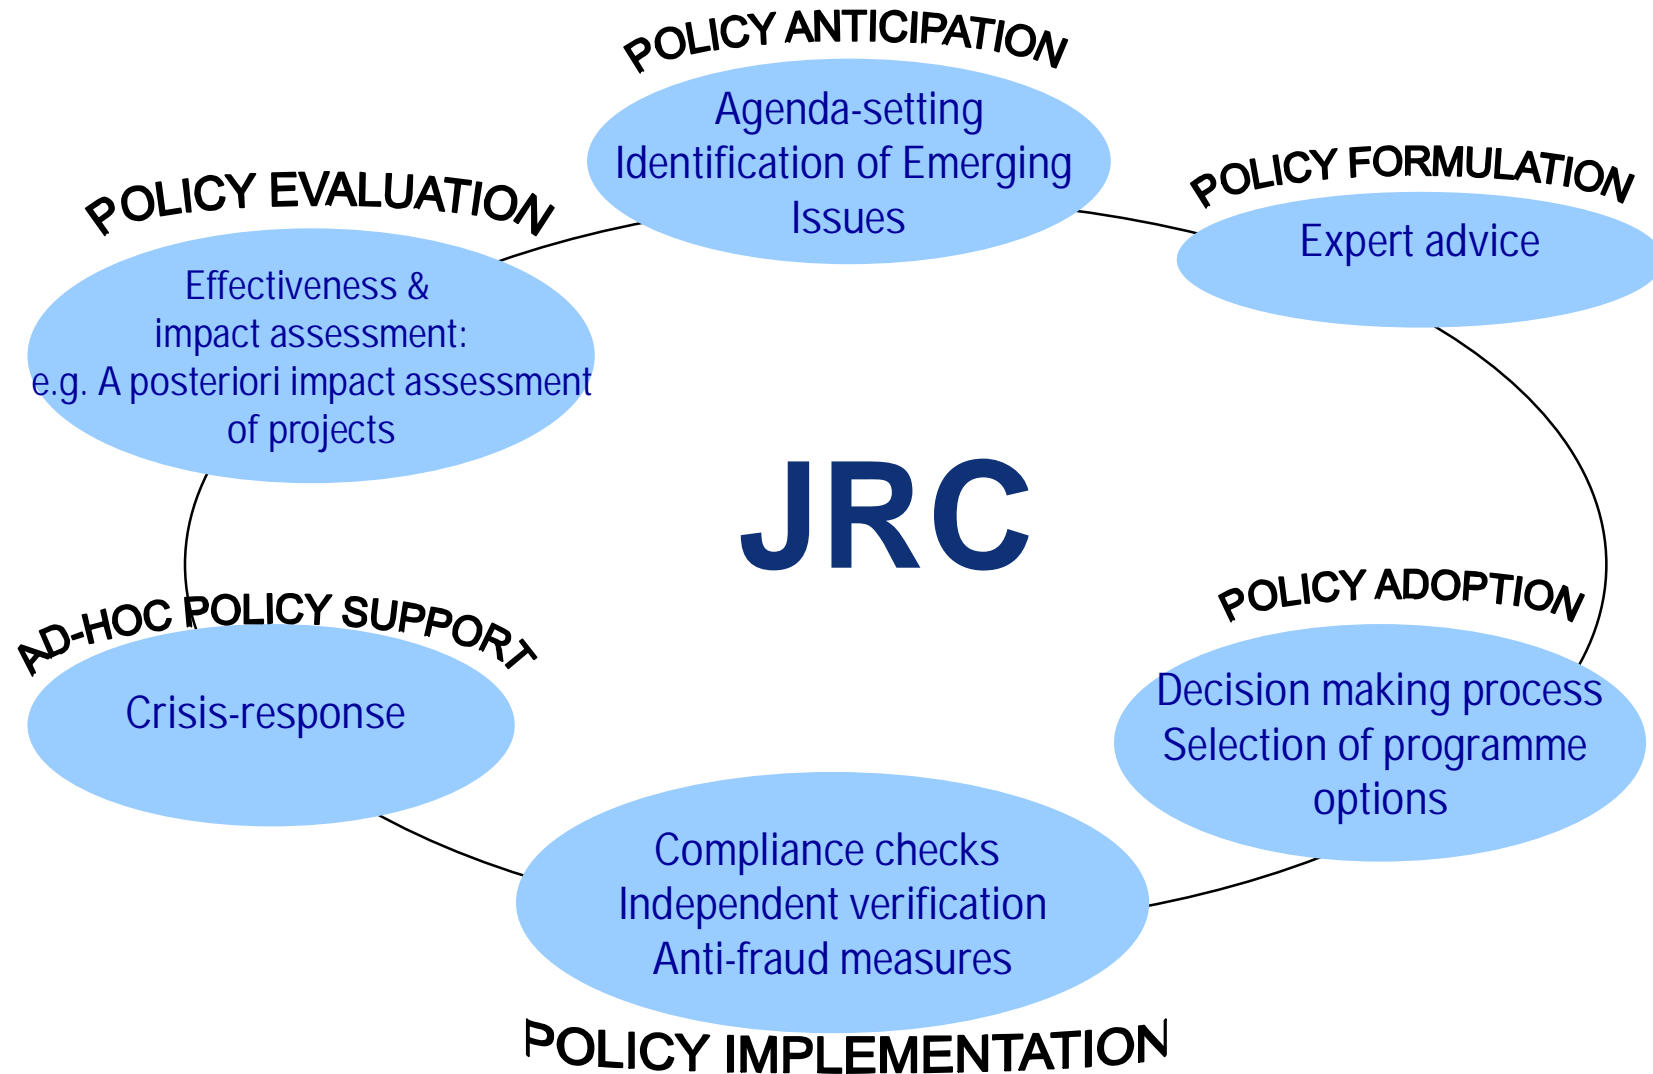 POLICY ANTICIPATION
Agenda-setting
Identification of Emerging
Issues
POLICY FORMULATION
Expert advice
POLICY EVALUATION
Effectiveness &
impact assessment:
e.g. A posteriori impact assessment
of projects
JRC
POLICY ADOPTION
Decision making process
Selection of programme
options
AD-HOC POLICY SUPPORT
Crisis-response
Compliance checks
Independent verification
Anti-fraud measures
POLICY IMPLEMENTATION